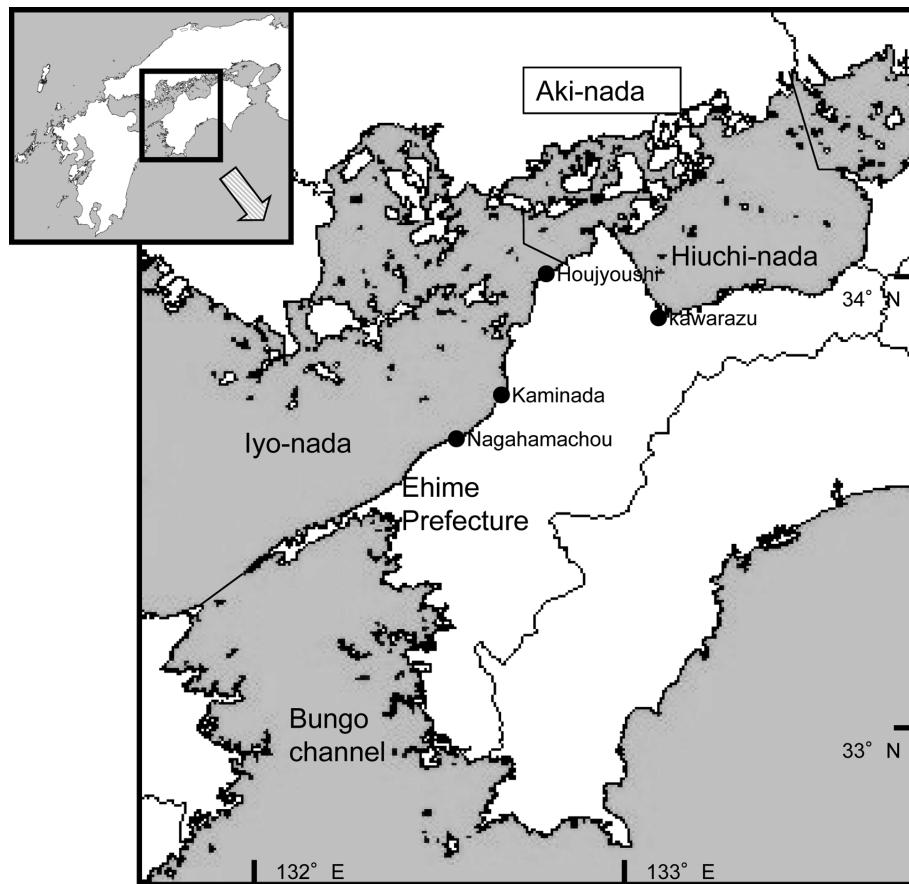 Aki-nada
Hiuchi-nada
Houjyoushi
34° N
kawarazu
Kaminada
Nagahamachou
Iyo-nada
Ehime
Prefecture
Bungo
channel
33° N
132° E
133° E